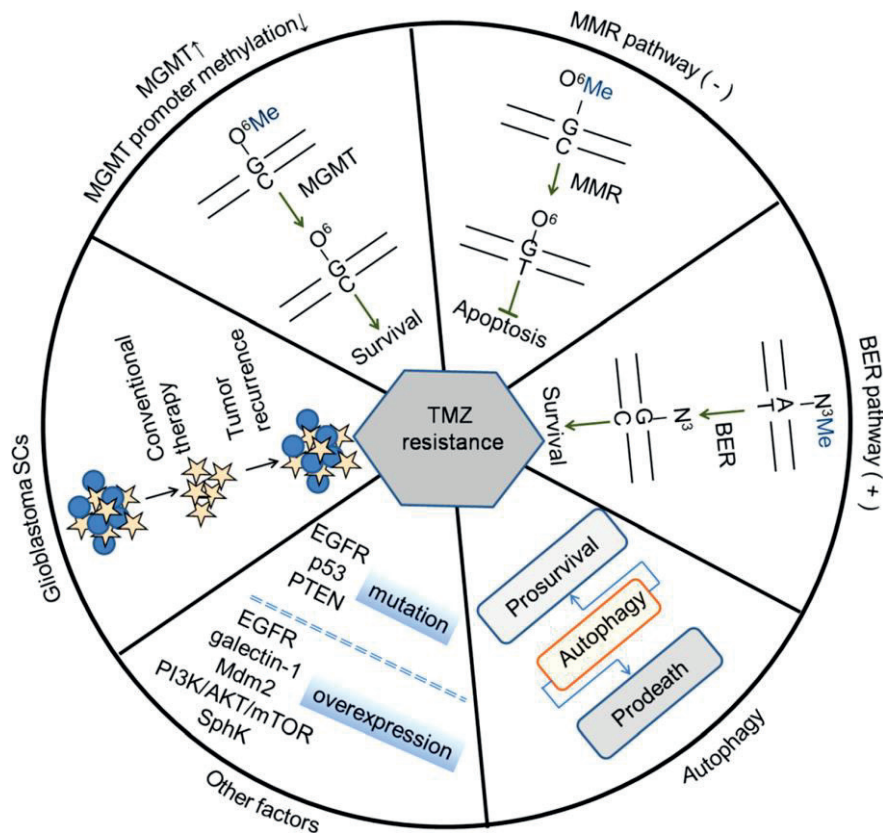 MGMT↑
MGMT promoter methylation↓
O⁶Me
G
C
MGMT
O⁶
G
C
Survival
MMR pathway ( - )
O⁶Me
G
C
MMR
O⁶
G
T
Apoptosis
BER pathway ( + )
N³Me
A
T
BER
N³
G
C
Survival
TMZ
resistance
Glioblastoma SCs
Conventional
therapy
Tumor
recurrence
Other factors
EGFR
p53
PTEN
mutation
EGFR
galectin-1
Mdm2
PI3K/AKT/mTOR
SphK
overexpression
Autophagy
Prosurvival
Autophagy
Prodeath